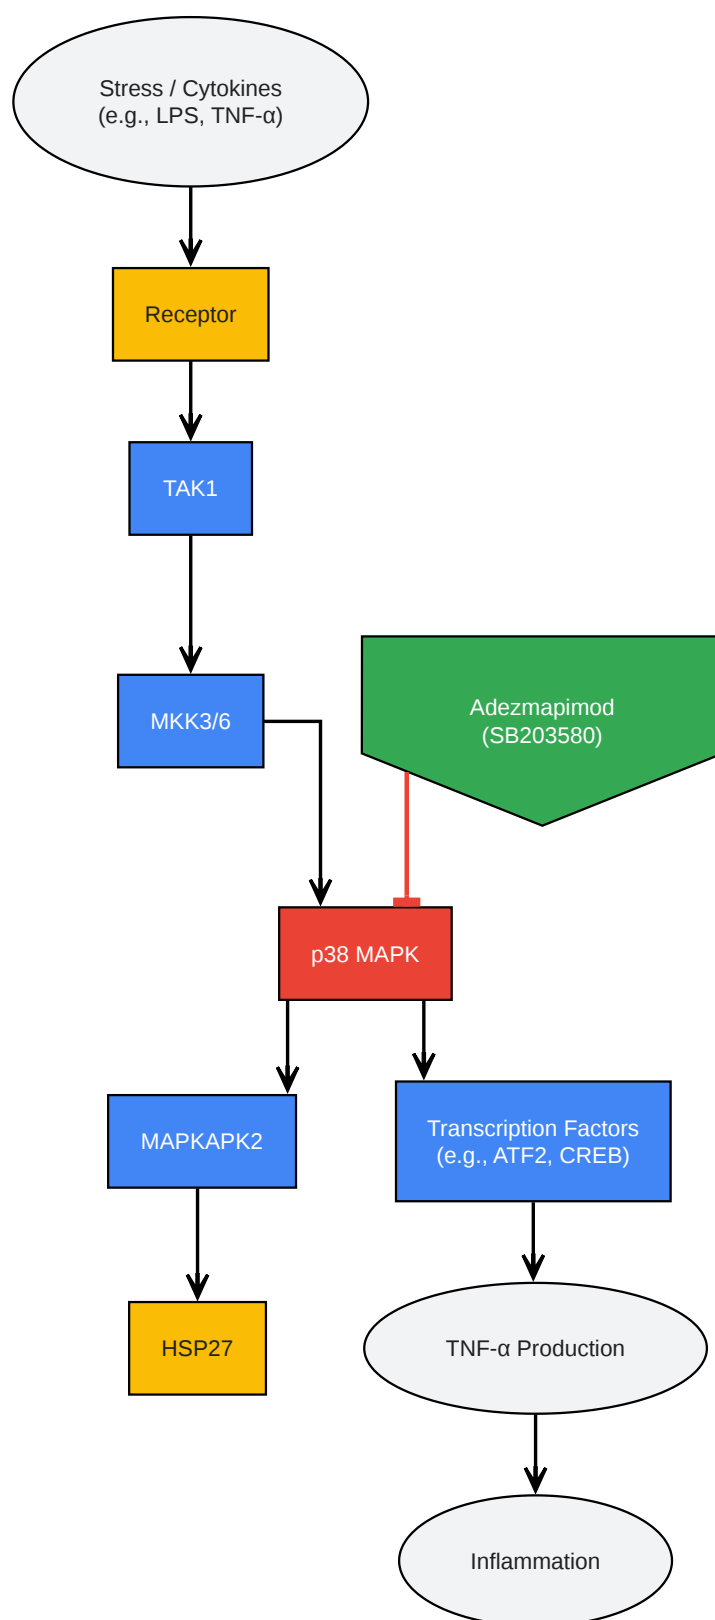 Stress / Cytokines
(e.g., LPS, TNF-α)
Receptor
TAK1
MKK3/6
Adezmapimod
(SB203580)
p38 MAPK
MAPKAPK2
Transcription Factors
(e.g., ATF2, CREB)
HSP27
TNF-α Production
Inflammation